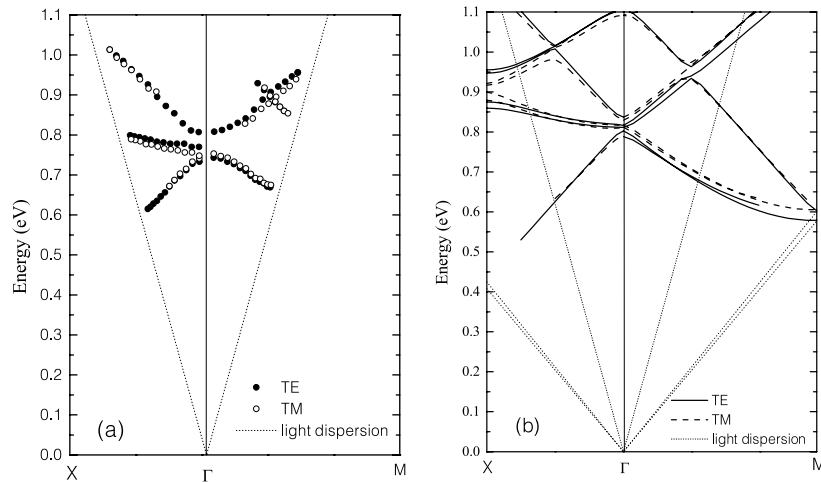 1.1
1.0
0.9
0.8
0.7
0.6
0.5
0.4
0.3
0.2
0.1
0.0
Energy (eV)
TE
TM
light dispersion
(a)
X Γ M
1.1
1.0
0.9
0.8
0.7
0.6
0.5
0.4
0.3
0.2
0.1
0.0
Energy (eV)
TE
TM
light dispersion
(b)
X Γ M